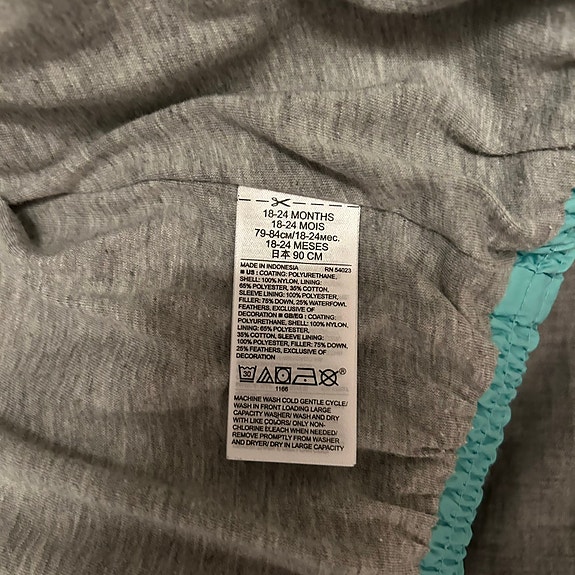 18-24 MONTHS
18-24 MOIS
79-84см/18-24мес.
18-24 MESES
日本 90 CM
MADE IN INDONESIA RN 54023
■ US : COATING: POLYURETHANE,
SHELL: 100% NYLON, LINING:
65% POLYESTER, 35% COTTON,
SLEEVE LINING: 100% POLYESTER,
FILLER: 75% DOWN, 25% WATERFOWL
FEATHERS, EXCLUSIVE OF
DECORATION ■ GB/EQ : COATING:
POLYURETHANE, SHELL: 100% NYLON,
LINING: 65% POLYESTER,
35% COTTON, SLEEVE LINING:
100% POLYESTER, FILLER: 75% DOWN,
25% FEATHERS, EXCLUSIVE OF
DECORATION
30 ®
1166
MACHINE WASH COLD GENTLE CYCLE/
WASH IN FRONT LOADING LARGE
CAPACITY WASHER/ WASH AND DRY
WITH LIKE COLORS/ ONLY NON-
CHLORINE BLEACH WHEN NEEDED/
REMOVE PROMPTLY FROM WASHER
AND DRYER/ DRY IN LARGE CAPACITY